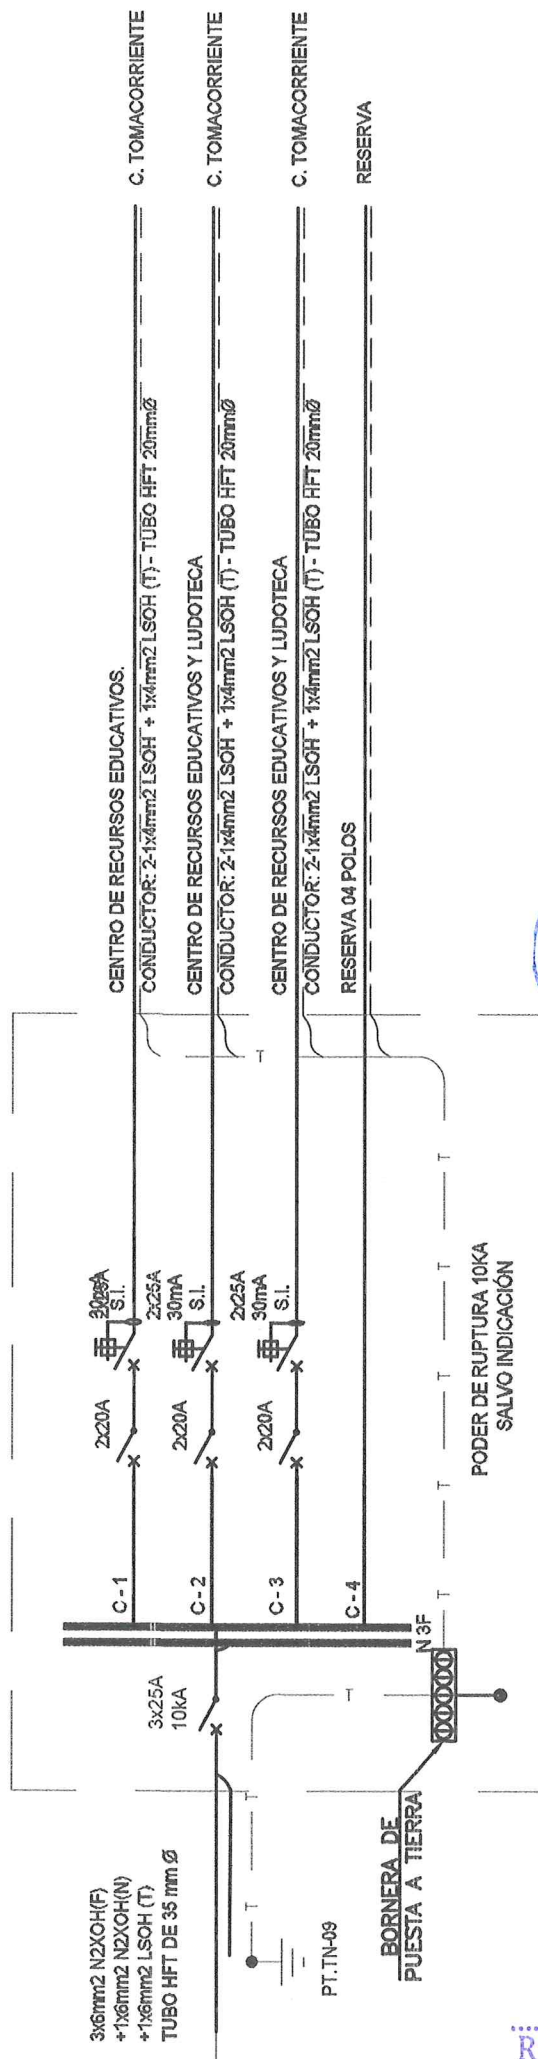 3x6mm2 N2XOH(F)
+1x6mm2 N2XOH(N)
+1x6mm2 LSOH (T)
TUBO HFT DE 35 mm Ø
T
PT.TN-09
BORNERA DE
PUESTA A TIERRA
3x25A
10kA
T
T
N 3F
C - 1
2x20A
30mA
S.I.
CENTRO DE RECURSOS EDUCATIVOS.
CONDUCTOR: 2-1x4mm2 LSOH + 1x4mm2 LSOH (T) - TUBO HFT 20mmØ
C. TOMACORRIENTE
C - 2
2x20A
2x25A
30mA
S.I.
CENTRO DE RECURSOS EDUCATIVOS Y LUDOTECA
CONDUCTOR: 2-1x4mm2 LSOH + 1x4mm2 LSOH (T) - TUBO HFT 20mmØ
C. TOMACORRIENTE
C - 3
2x20A
2x25A
30mA
S.I.
CENTRO DE RECURSOS EDUCATIVOS Y LUDOTECA
CONDUCTOR: 2-1x4mm2 LSOH + 1x4mm2 LSOH (T) - TUBO HFT 20mmØ
C. TOMACORRIENTE
C - 4
RESERVA 04 POLOS
RESERVA
T
T
T
T
T
PODER DE RUPTURA 10KA
SALVO INDICACIÓN
R